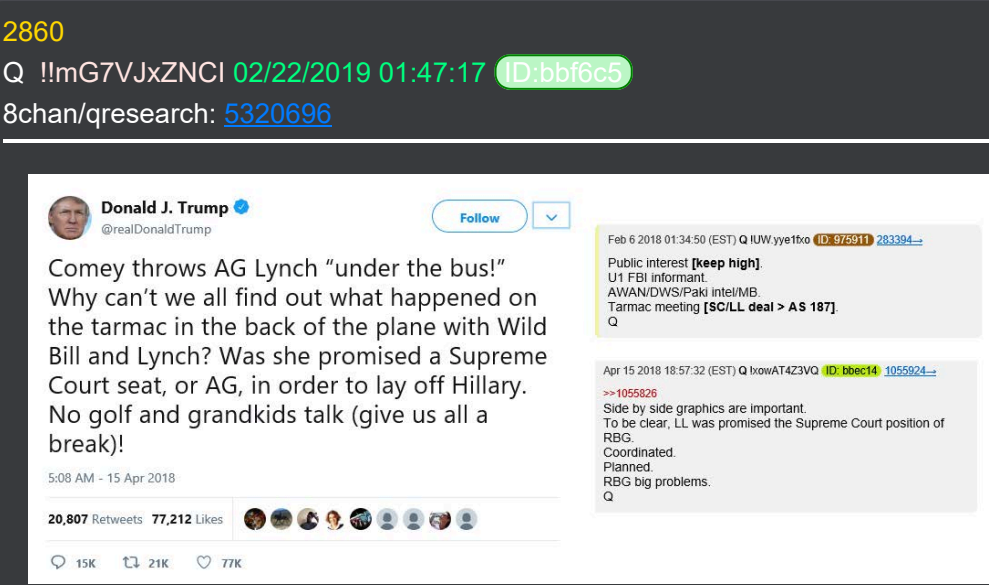 2860
Q !!mG7VJxZNCI 02/22/2019 01:47:17 ID:bbf6c5
8chan/qresearch: 5320696
Donald J. Trump
@realDonaldTrump
Follow
Comey throws AG Lynch “under the bus!”
Why can’t we all find out what happened on
the tarmac in the back of the plane with Wild
Bill and Lynch? Was she promised a Supreme
Court seat, or AG, in order to lay off Hillary.
No golf and grandkids talk (give us all a
break)!
5:08 AM - 15 Apr 2018
20,807 Retweets 77,212 Likes
15K 21K 77K
Feb 6 2018 01:34:50 (EST) Q !UW.yye1fxo ID: 975911 283394→
Public interest [keep high].
U1 FBI informant.
AWAN/DWS/Paki intel/MB.
Tarmac meeting [SC/LL deal > AS 187].
Q
Apr 15 2018 18:57:32 (EST) Q !xowAT4Z3VQ ID: bbec14 1055924→
>>1055826
Side by side graphics are important.
To be clear, LL was promised the Supreme Court position of
RBG.
Coordinated.
Planned.
RBG big problems.
Q